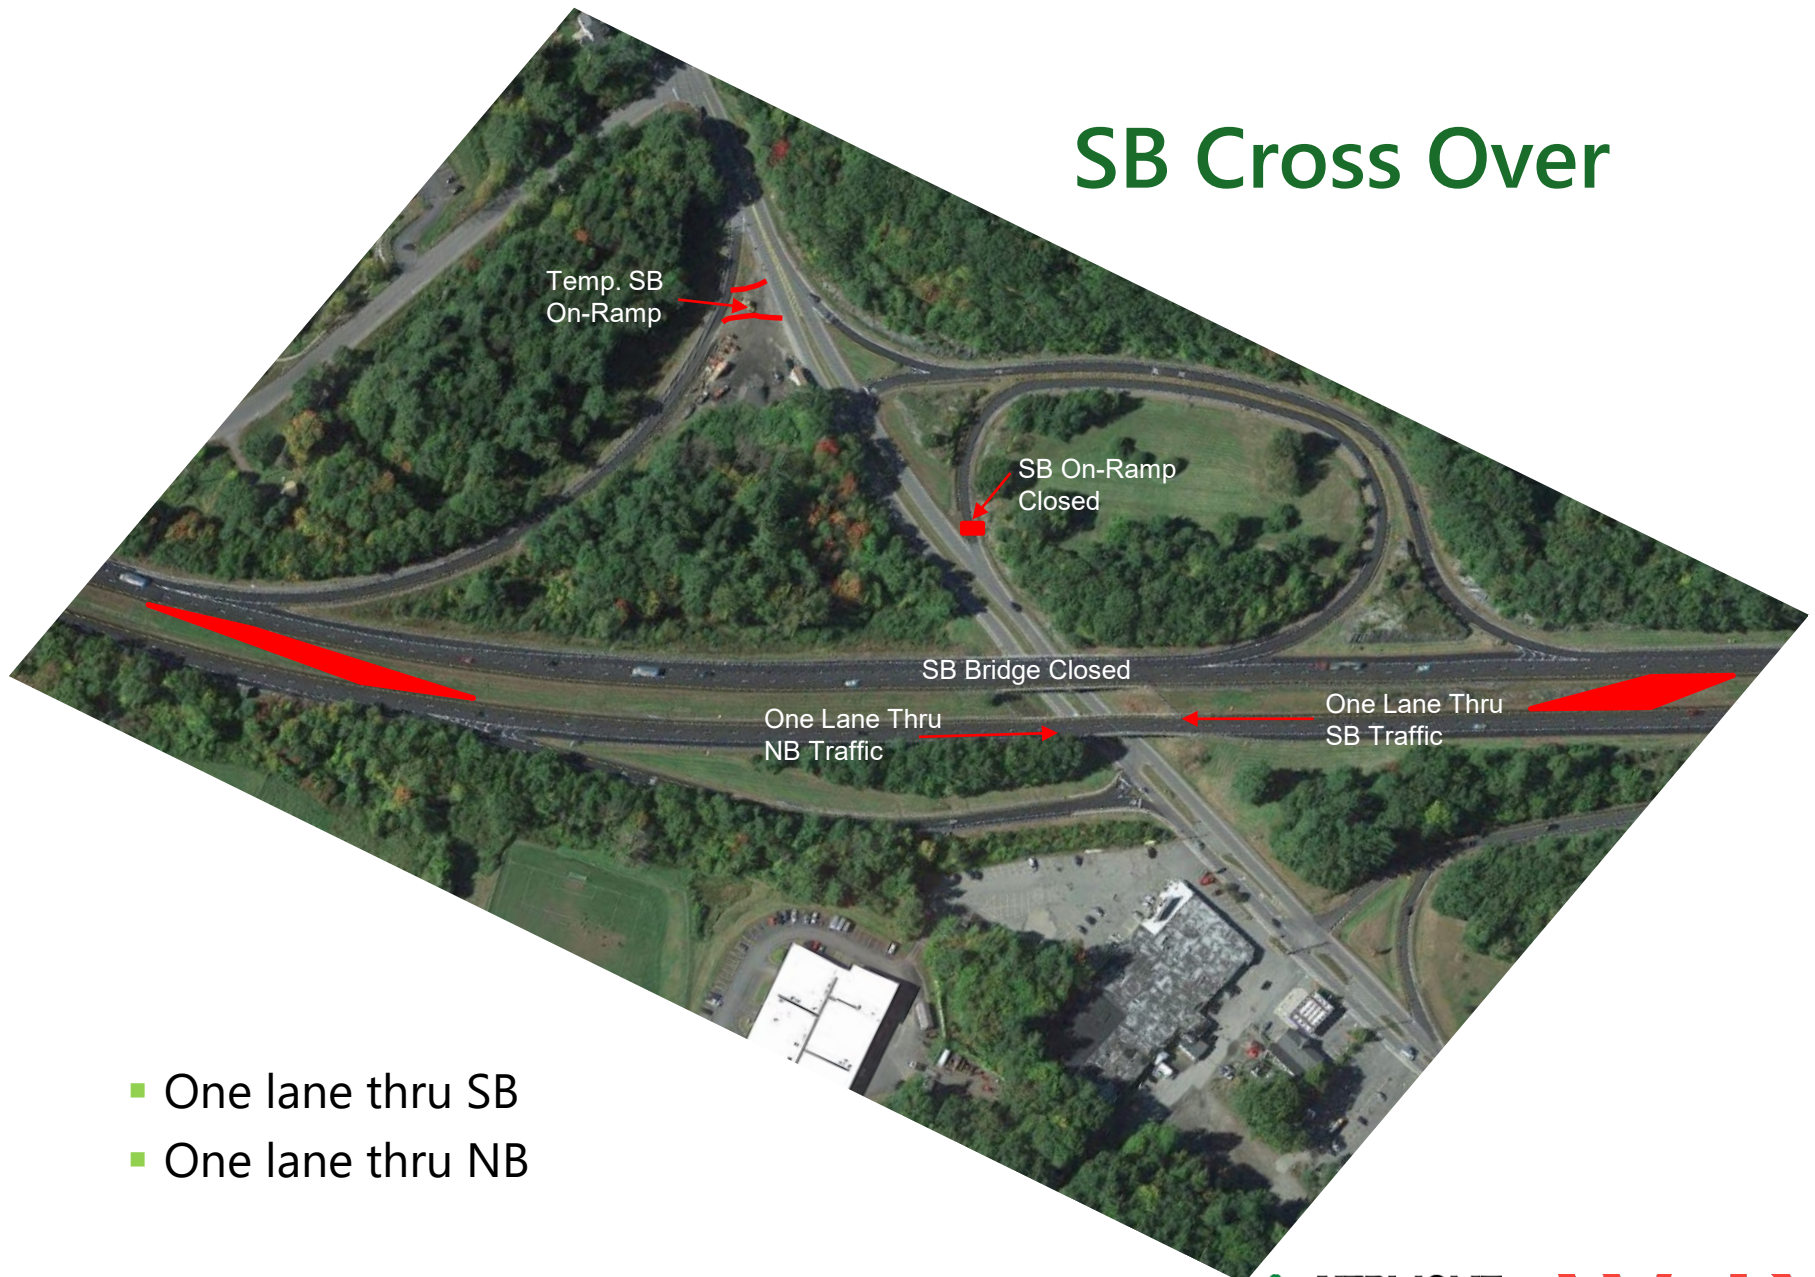 SB Cross Over
Temp. SB
On-Ramp
SB On-Ramp
Closed
SB Bridge Closed
One Lane Thru
NB Traffic
One Lane Thru
SB Traffic
One lane thru SB
One lane thru NB